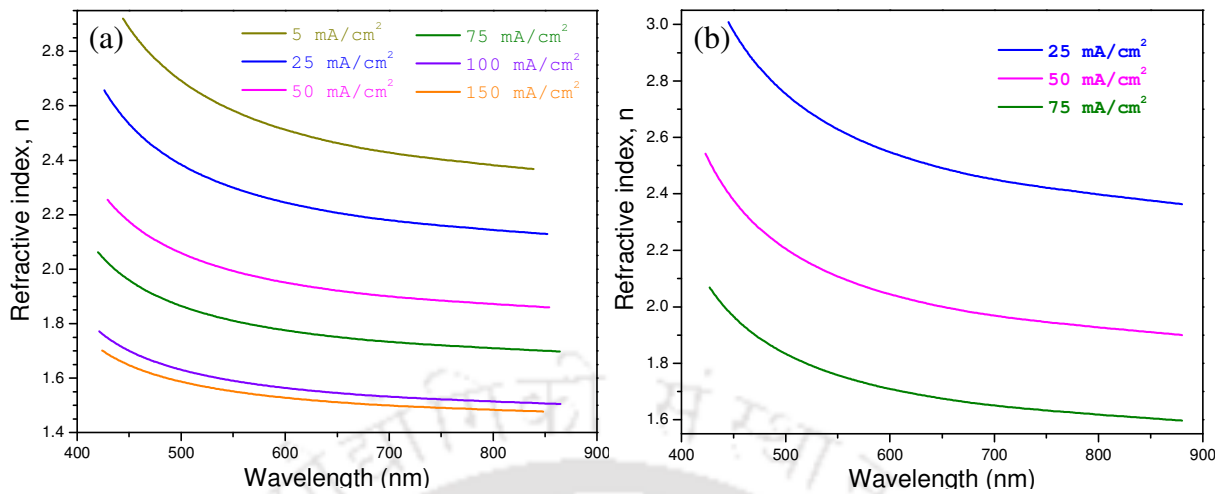 (a)
5 mA/cm²
25 mA/cm²
50 mA/cm²
75 mA/cm²
100 mA/cm²
150 mA/cm²
2.8
2.6
2.4
2.2
2.0
1.8
1.6
1.4
Refractive index, n
400 500 600 700 800 900
Wavelength (nm)
(b)
25 mA/cm²
50 mA/cm²
75 mA/cm²
3.0
2.8
2.6
2.4
2.2
2.0
1.8
1.6
Refractive index, n
400 500 600 700 800 900
Wavelength (nm)